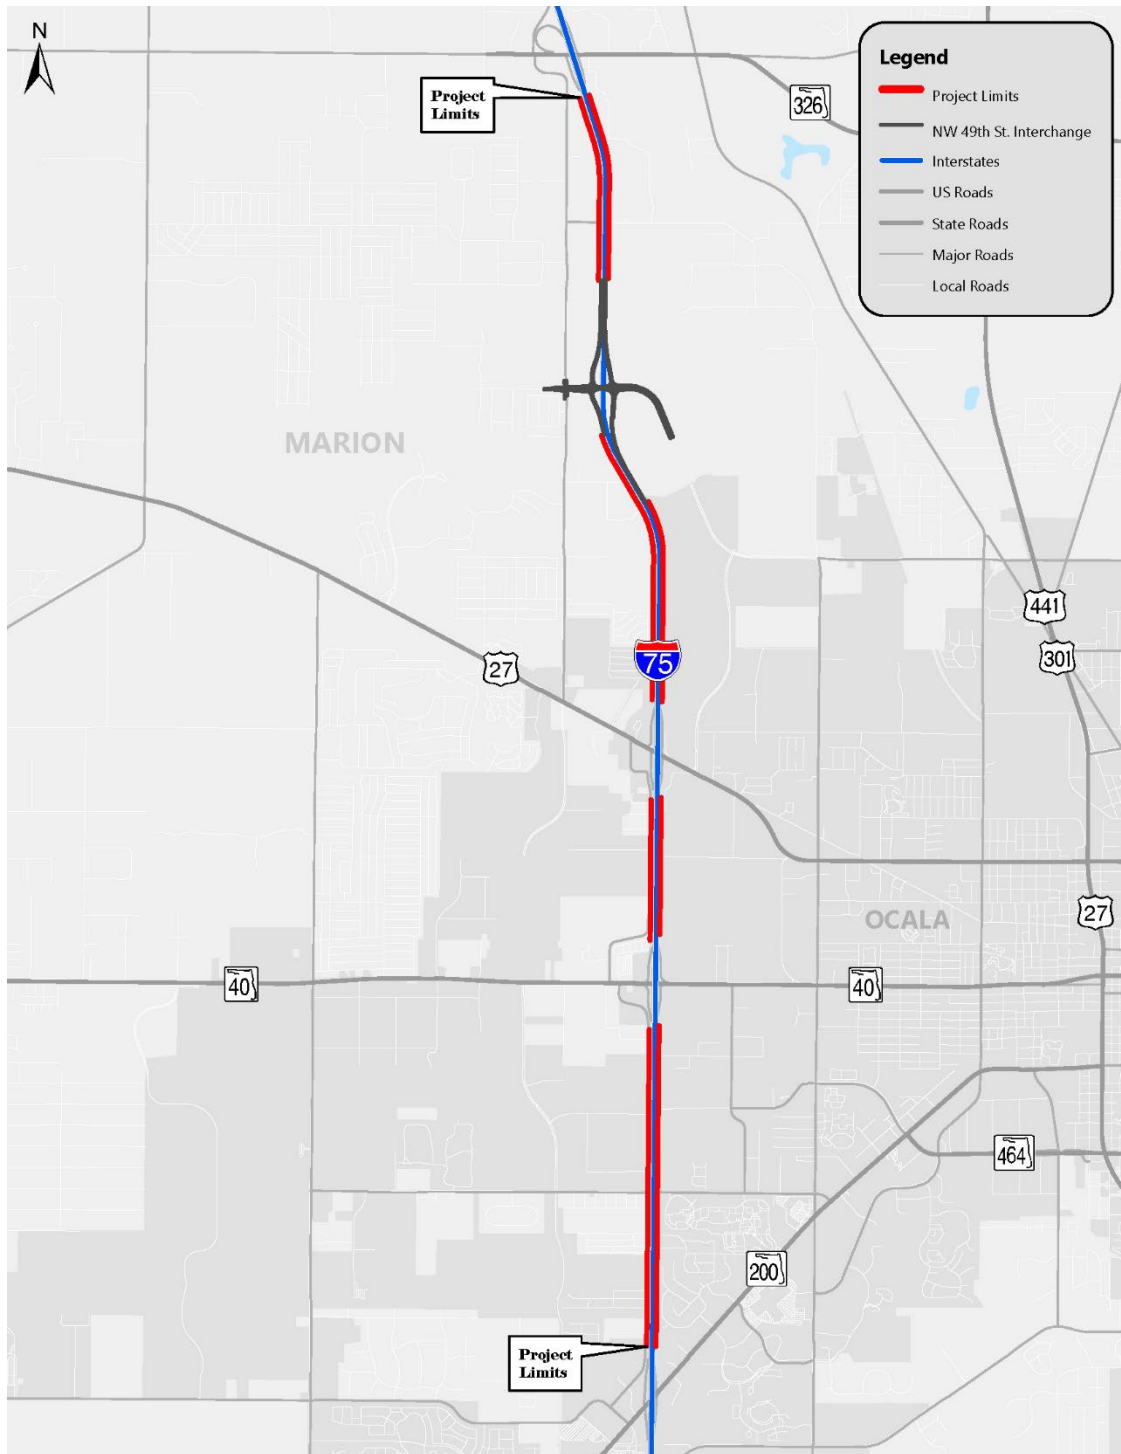 N
Legend
Project Limits
NW 49th St. Interchange
Interstates
US Roads
State Roads
Major Roads
Local Roads
Project
Limits
326
MARION
441
301
75
27
27
OCALA
40
40
464
200
Project
Limits